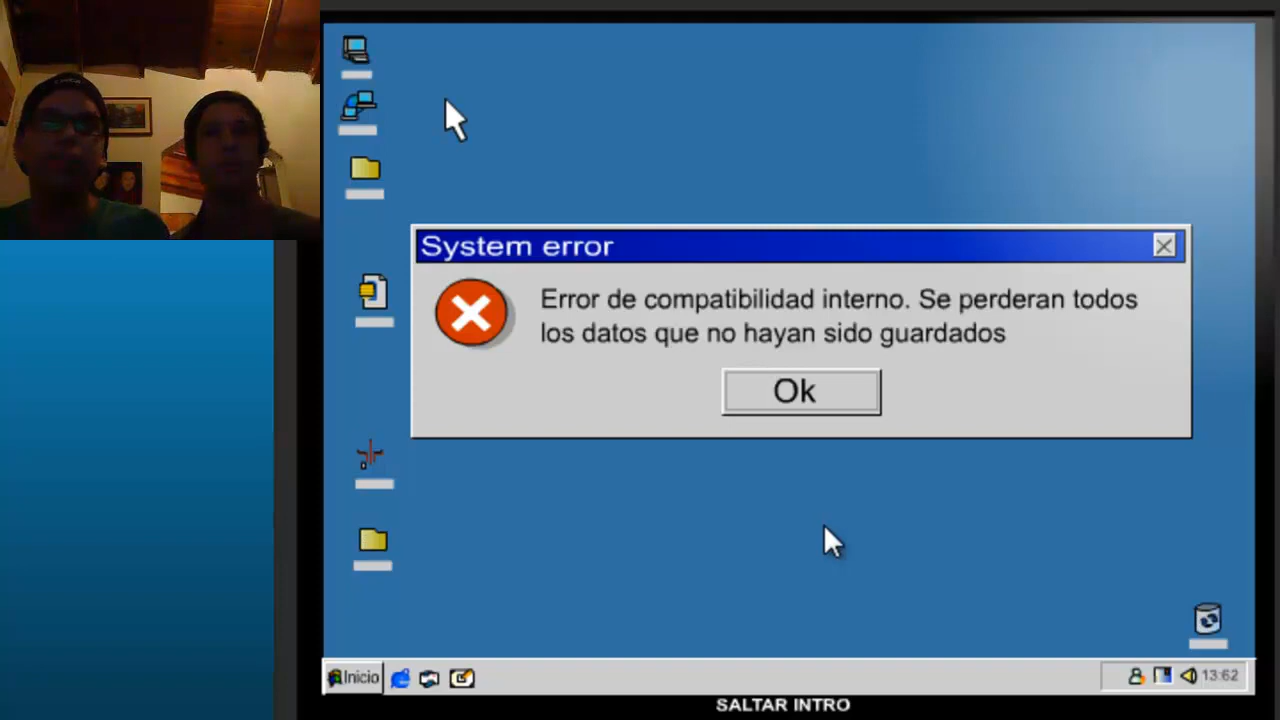 System error
Error de compatibilidad interno. Se perderan todos
los datos que no hayan sido guardados
Ok
Inicio
13:62
SALTAR INTRO